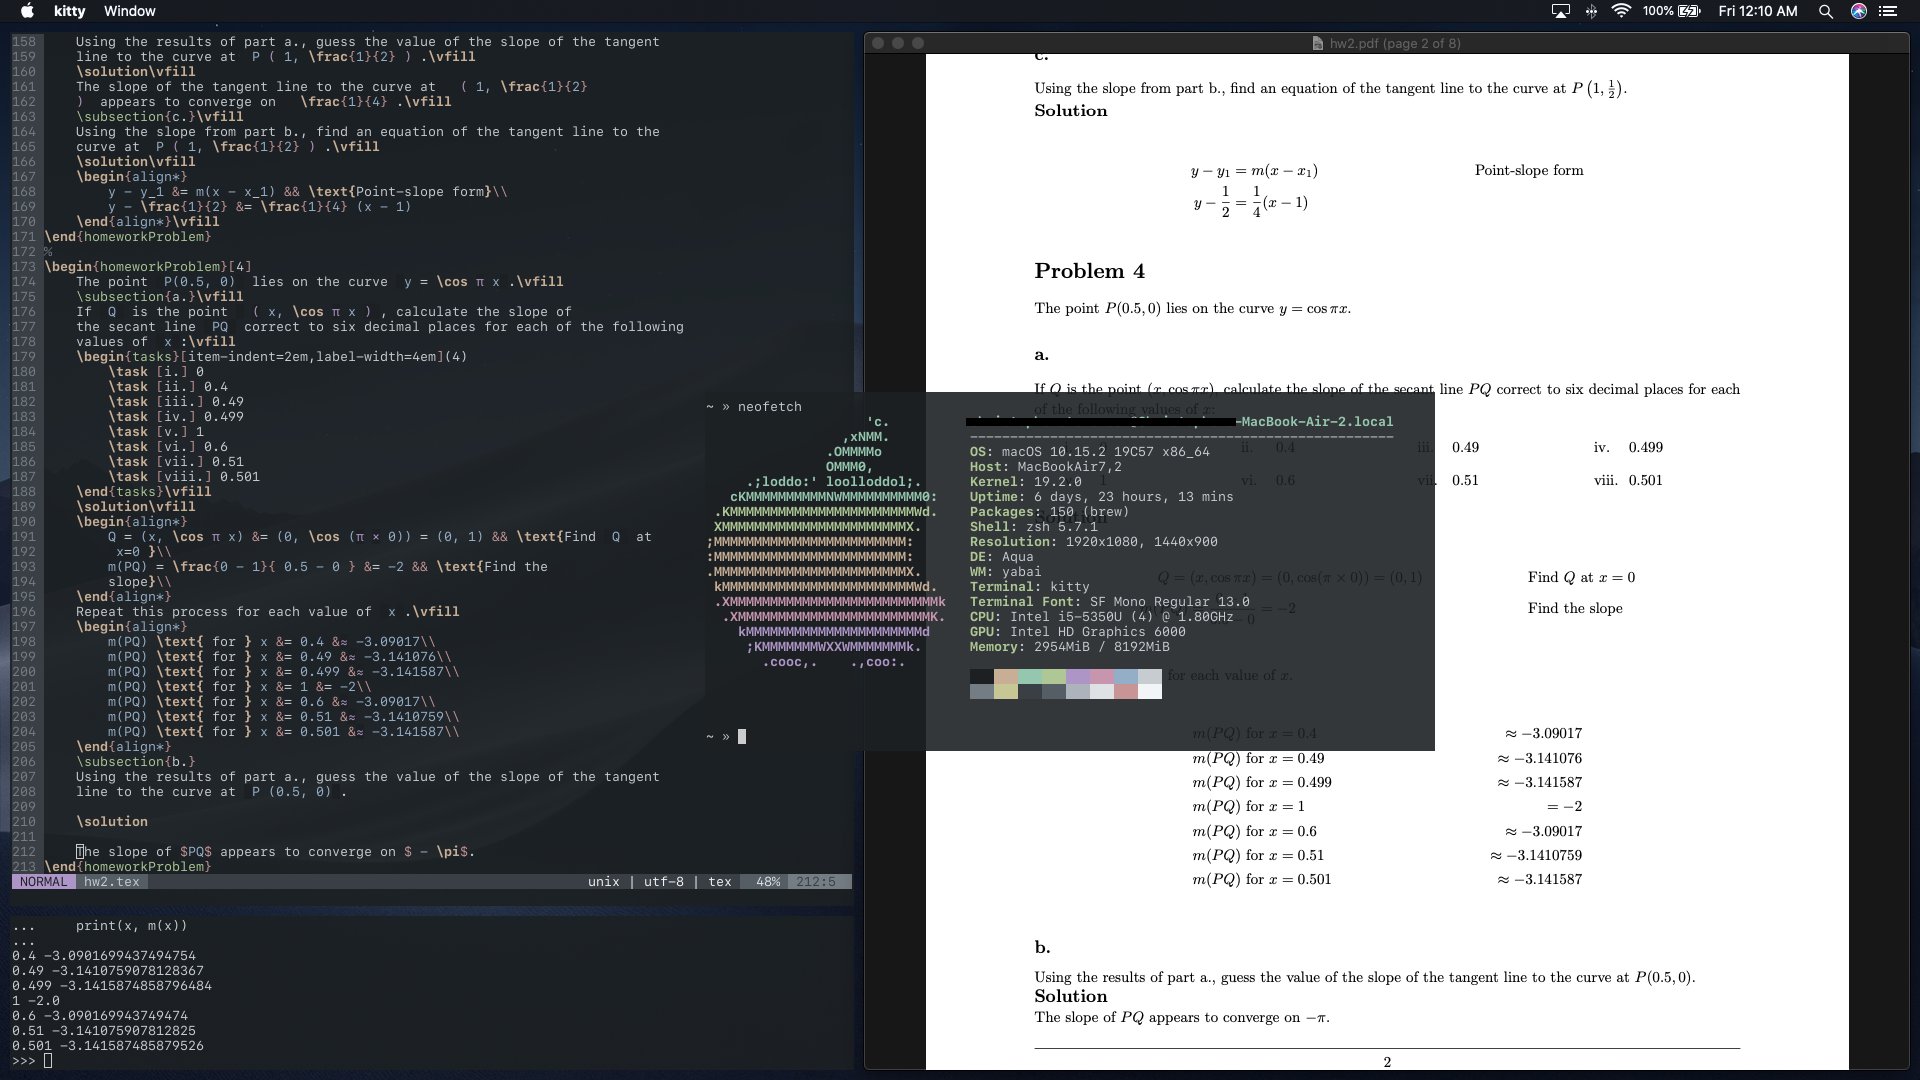 kitty Window
100% Fri 12:10 AM
158 Using the results of part a., guess the value of the slope of the tangent
159 line to the curve at P ( 1, \frac{1}{2} ) .\vfill
160 \solution\vfill
161 The slope of the tangent line to the curve at ( 1, \frac{1}{2}
162 ) appears to converge on \frac{1}{4} .\vfill
163 \subsection{c.}\vfill
164 Using the slope from part b., find an equation of the tangent line to the
165 curve at P ( 1, \frac{1}{2} ) .\vfill
166 \solution\vfill
167 \begin{align*}
168 y - y_1 &= m(x - x_1) && \text{Point-slope form}\\
169 y - \frac{1}{2} &= \frac{1}{4} (x - 1)
170 \end{align*}\vfill
171 \end{homeworkProblem}
172 %
173 \begin{homeworkProblem}[4]
174 The point P(0.5, 0) lies on the curve y = \cos π x .\vfill
175 \subsection{a.}\vfill
176 If Q is the point ( x, \cos π x ) , calculate the slope of
177 the secant line PQ correct to six decimal places for each of the following
178 values of x :\vfill
179 \begin{tasks}[item-indent=2em,label-width=4em](4)
180 \task [i.] 0
181 \task [ii.] 0.4
182 \task [iii.] 0.49
183 \task [iv.] 0.499
184 \task [v.] 1
185 \task [vi.] 0.6
186 \task [vii.] 0.51
187 \task [viii.] 0.501
188 \end{tasks}\vfill
189 \solution\vfill
190 \begin{align*}
191 Q = (x, \cos π x) &= (0, \cos (π × 0)) = (0, 1) && \text{Find Q at
192 x=0 }\\
193 m(PQ) = \frac{0 - 1}{ 0.5 - 0 } &= -2 && \text{Find the
194 slope}\\
195 \end{align*}
196 Repeat this process for each value of x .\vfill
197 \begin{align*}
198 m(PQ) \text{ for } x &= 0.4 &≈ -3.09017\\
199 m(PQ) \text{ for } x &= 0.49 &≈ -3.141076\\
200 m(PQ) \text{ for } x &= 0.499 &≈ -3.141587\\
201 m(PQ) \text{ for } x &= 1 &= -2\\
202 m(PQ) \text{ for } x &= 0.6 &≈ -3.09017\\
203 m(PQ) \text{ for } x &= 0.51 &≈ -3.1410759\\
204 m(PQ) \text{ for } x &= 0.501 &≈ -3.141587\\
205 \end{align*}
206 \subsection{b.}
207 Using the results of part a., guess the value of the slope of the tangent
208 line to the curve at P (0.5, 0) .
209
210 \solution
211
212 The slope of $PQ$ appears to converge on $ - \pi$.
213 \end{homeworkProblem}
NORMAL hw2.tex unix | utf-8 | tex 48% 212:5
... print(x, m(x))
...
0.4 -3.0901699437494754
0.49 -3.1410759078128367
0.499 -3.1415874858796484
1 -2.0
0.6 -3.090169943749474
0.51 -3.141075907812825
0.501 -3.141587485879526
>>>
~ » neofetch
'c.
,xNMM.
.OMMMMo
OMMM0,
.;loddo:' loolloddol;.
cKMMMMMMMMMMNWMMMMMMMMMM0:
.KMMMMMMMMMMMMMMMMMMMMMMMWd.
XMMMMMMMMMMMMMMMMMMMMMMMX.
;MMMMMMMMMMMMMMMMMMMMMMMM:
:MMMMMMMMMMMMMMMMMMMMMMMM:
.MMMMMMMMMMMMMMMMMMMMMMMMX.
kMMMMMMMMMMMMMMMMMMMMMMMMWd.
.XMMMMMMMMMMMMMMMMMMMMMMMMMMk
.XMMMMMMMMMMMMMMMMMMMMMMMMK.
kMMMMMMMMMMMMMMMMMMMMMMd
;KMMMMMMMWXXWMMMMMMMk.
.cooc,. .,coo:.
-MacBook-Air-2.local
-----------------------------------------------------
OS: macOS 10.15.2 19C57 x86_64
Host: MacBookAir7,2
Kernel: 19.2.0
Uptime: 6 days, 23 hours, 13 mins
Packages: 150 (brew)
Shell: zsh 5.7.1
Resolution: 1920x1080, 1440x900
DE: Aqua
WM: yabai
Terminal: kitty
Terminal Font: SF Mono Regular 13.0
CPU: Intel i5-5350U (4) @ 1.80GHz
GPU: Intel HD Graphics 6000
Memory: 2954MiB / 8192MiB
~ »
hw2.pdf (page 2 of 8)
c.
Using the slope from part b., find an equation of the tangent line to the curve at P (1, 1/2).
Solution
y − y₁ = m(x − x₁) Point-slope form
y − 1/2 = 1/4(x − 1)
Problem 4
The point P(0.5, 0) lies on the curve y = cos πx.
a.
If Q is the point (x, cos πx), calculate the slope of the secant line PQ correct to six decimal places for each
of the following values of x:
ii. 0.4 iii. 0.49 iv. 0.499
1 vi. 0.6 vii. 0.51 viii. 0.501
Solution
Q = (x, cos πx) = (0, cos(π × 0)) = (0, 1) Find Q at x = 0
= −2 Find the slope
for each value of x.
m(PQ) for x = 0.4 ≈ −3.09017
m(PQ) for x = 0.49 ≈ −3.141076
m(PQ) for x = 0.499 ≈ −3.141587
m(PQ) for x = 1 = −2
m(PQ) for x = 0.6 ≈ −3.09017
m(PQ) for x = 0.51 ≈ −3.1410759
m(PQ) for x = 0.501 ≈ −3.141587
b.
Using the results of part a., guess the value of the slope of the tangent line to the curve at P(0.5, 0).
Solution
The slope of PQ appears to converge on −π.
2